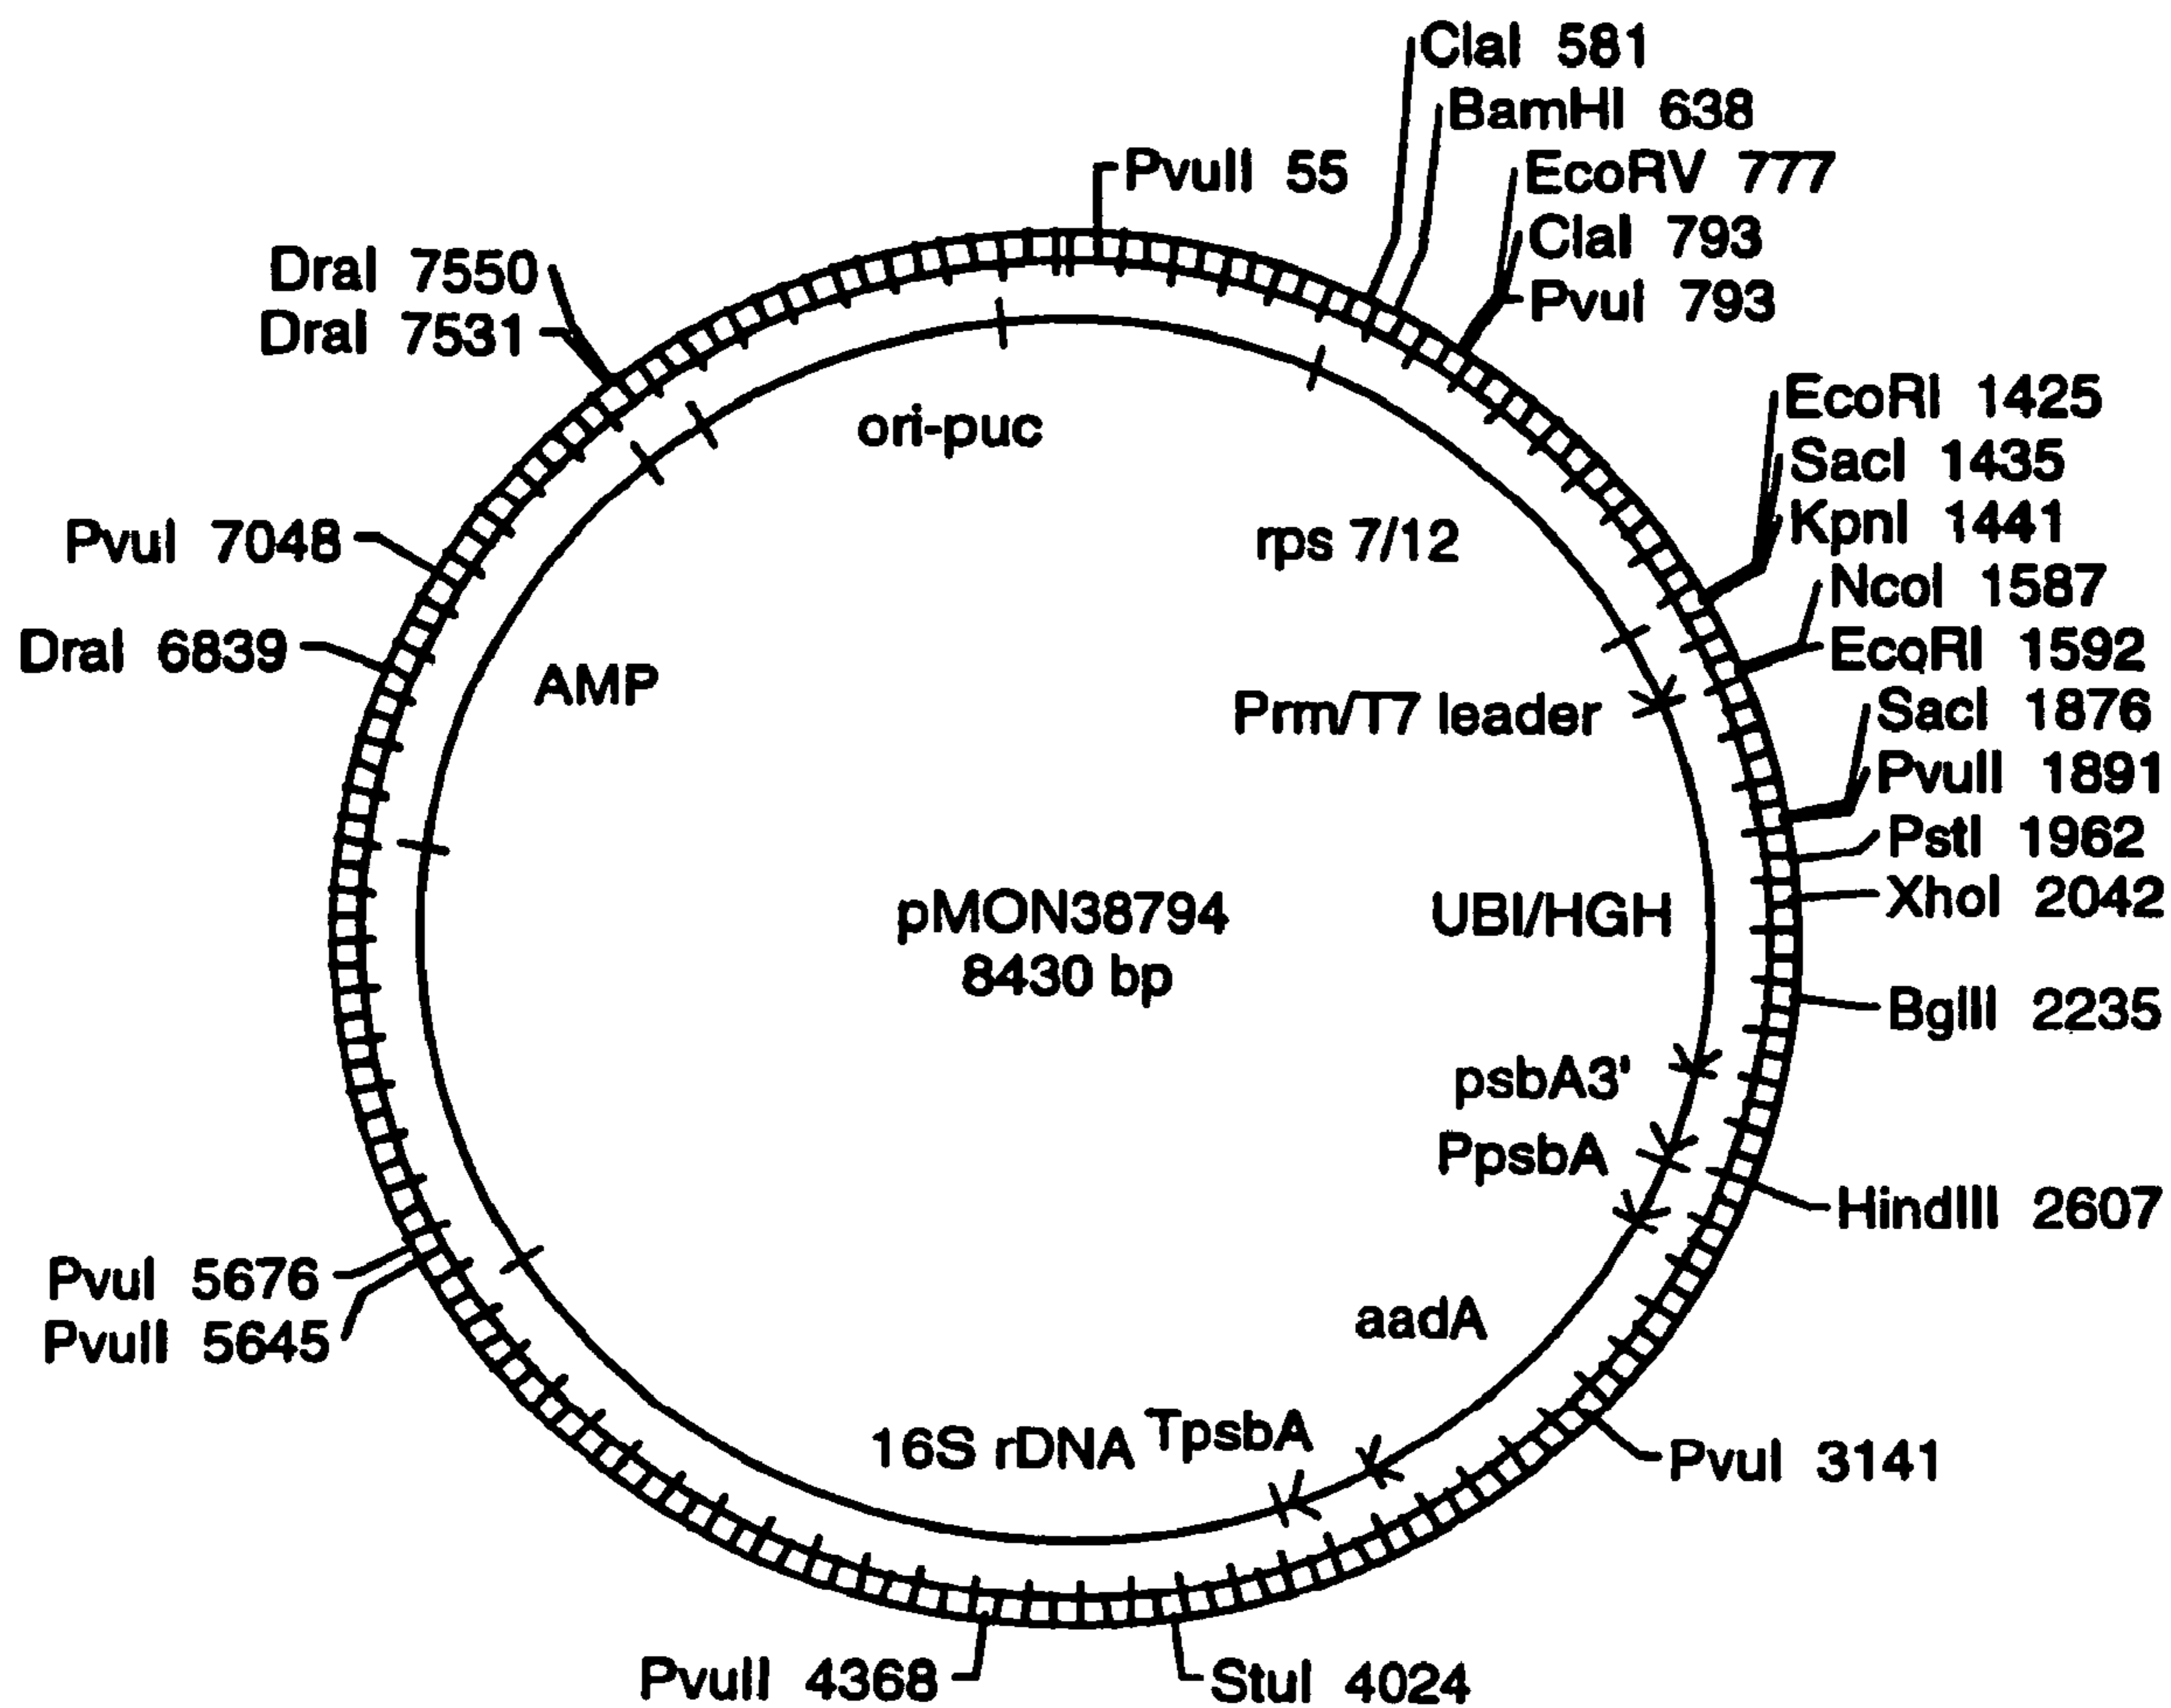 ClaI 581
BamHI 638
PvuII 55
EcoRV 777
ClaI 793
PvuI 793
DraI 7550
DraI 7531
EcoRI 1425
SacI 1435
KpnI 1441
NcoI 1587
EcoRI 1592
SacI 1876
PvuII 1891
PstI 1962
XhoI 2042
BglII 2235
HindIII 2607
PvuI 3141
StuI 4024
PvuII 4368
PvuII 5645
PvuI 5676
DraI 6839
PvuI 7048
ori-puc
rps 7/12
Prm/T7 leader
UBI/HGH
psbA3'
PpsbA
aadA
TpsbA
16S rDNA
AMP
pMON38794
8430 bp